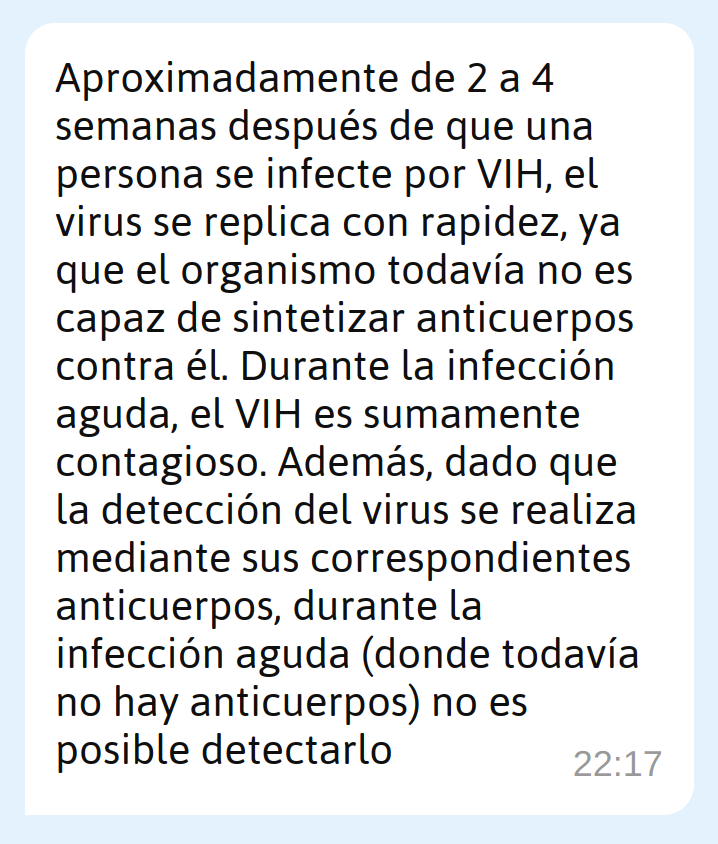 Aproximadamente de 2 a 4
semanas después de que una
persona se infecte por VIH, el
virus se replica con rapidez, ya
que el organismo todavía no es
capaz de sintetizar anticuerpos
contra él. Durante la infección
aguda, el VIH es sumamente
contagioso. Además, dado que
la detección del virus se realiza
mediante sus correspondientes
anticuerpos, durante la
infección aguda (donde todavía
no hay anticuerpos) no es
posible detectarlo
22:17